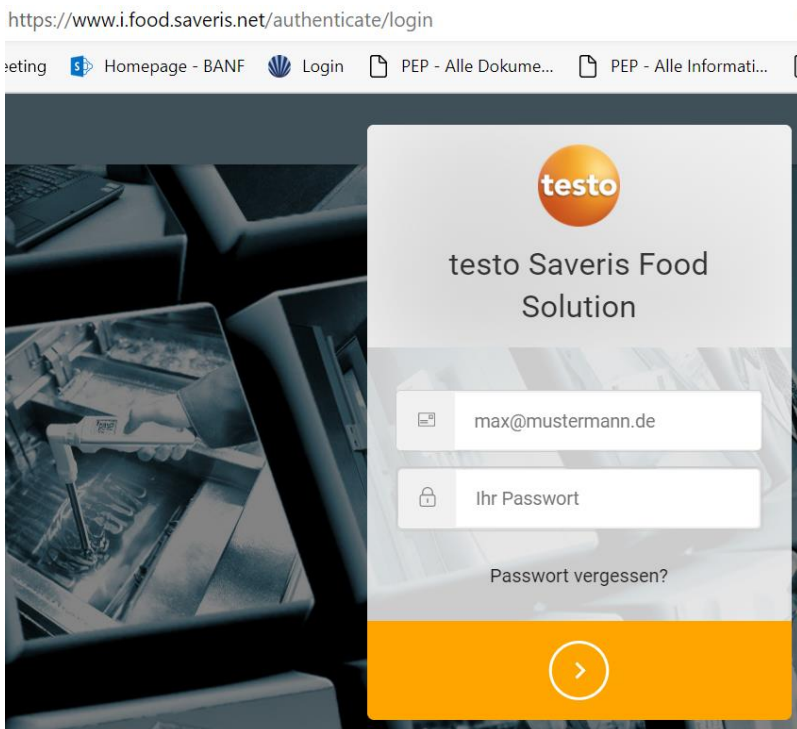 https://www.i.food.saveris.net/authenticate/login
eeting Homepage - BANF Login PEP - Alle Dokume... PEP - Alle Informati...
testo
testo Saveris Food
Solution
max@mustermann.de
Ihr Passwort
Passwort vergessen?